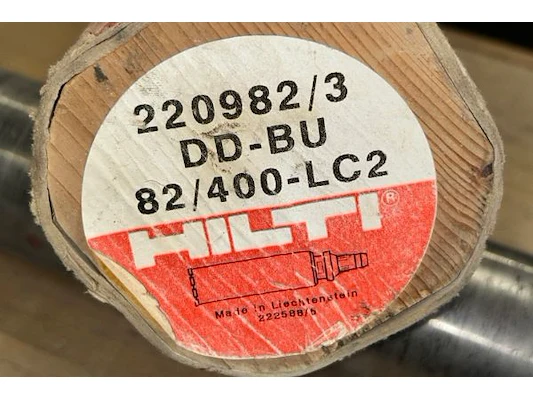 220982/3
DD-BU
82/400-LC2
HILTI®
Made in Liechtenstein
222588/5